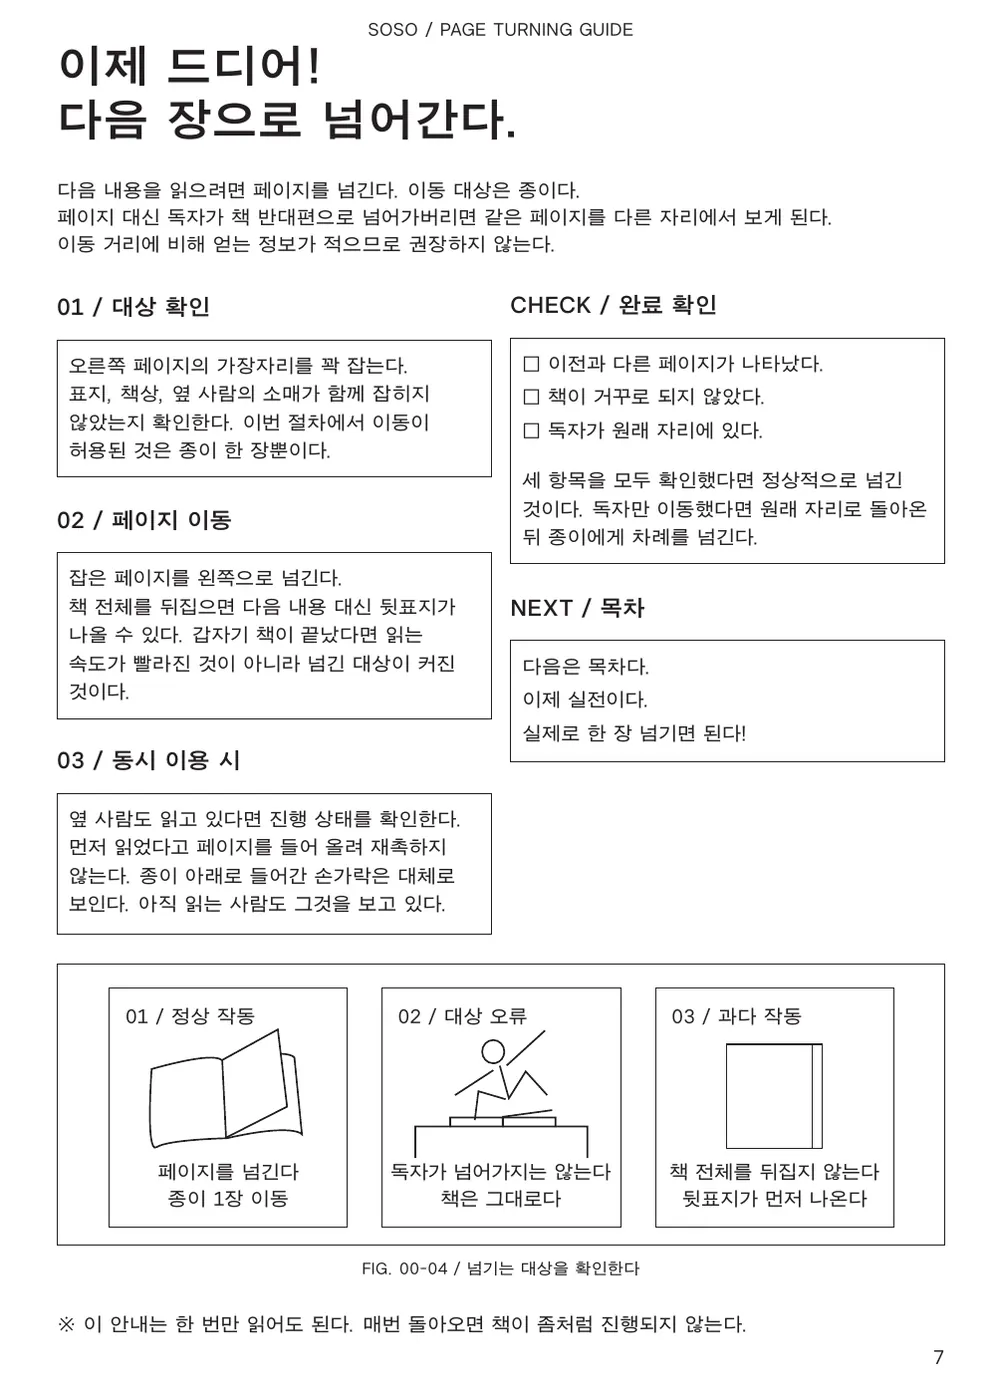 SOSO / PAGE TURNING GUIDE
이제 드디어!
다음 장으로 넘어간다.
다음 내용을 읽으려면 페이지를 넘긴다. 이동 대상은 종이다.
페이지 대신 독자가 책 반대편으로 넘어가버리면 같은 페이지를 다른 자리에서 보게 된다.
이동 거리에 비해 얻는 정보가 적으므로 권장하지 않는다.
01 / 대상 확인
오른쪽 페이지의 가장자리를 꽉 잡는다.
표지, 책상, 옆 사람의 소매가 함께 잡히지
않았는지 확인한다. 이번 절차에서 이동이
허용된 것은 종이 한 장뿐이다.
02 / 페이지 이동
잡은 페이지를 왼쪽으로 넘긴다.
책 전체를 뒤집으면 다음 내용 대신 뒷표지가
나올 수 있다. 갑자기 책이 끝났다면 읽는
속도가 빨라진 것이 아니라 넘긴 대상이 커진
것이다.
03 / 동시 이용 시
옆 사람도 읽고 있다면 진행 상태를 확인한다.
먼저 읽었다고 페이지를 들어 올려 재촉하지
않는다. 종이 아래로 들어간 손가락은 대체로
보인다. 아직 읽는 사람도 그것을 보고 있다.
CHECK / 완료 확인
□ 이전과 다른 페이지가 나타났다.
□ 책이 거꾸로 되지 않았다.
□ 독자가 원래 자리에 있다.
세 항목을 모두 확인했다면 정상적으로 넘긴
것이다. 독자만 이동했다면 원래 자리로 돌아온
뒤 종이에게 차례를 넘긴다.
NEXT / 목차
다음은 목차다.
이제 실전이다.
실제로 한 장 넘기면 된다!
01 / 정상 작동
페이지를 넘긴다
종이 1장 이동
02 / 대상 오류
독자가 넘어가지는 않는다
책은 그대로다
03 / 과다 작동
책 전체를 뒤집지 않는다
뒷표지가 먼저 나온다
FIG. 00-04 / 넘기는 대상을 확인한다
※ 이 안내는 한 번만 읽어도 된다. 매번 돌아오면 책이 좀처럼 진행되지 않는다.
7